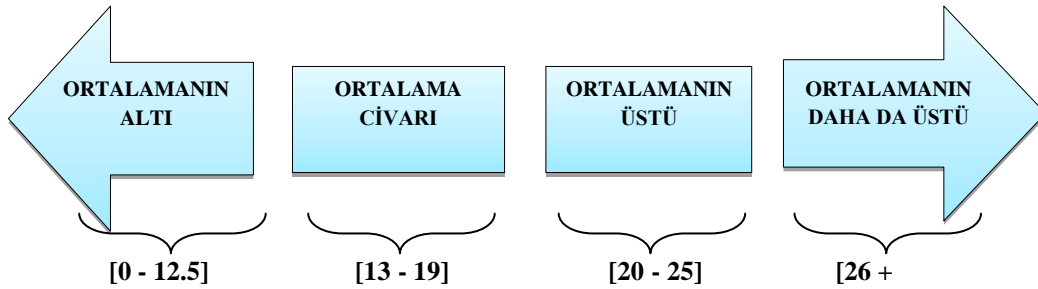 ORTALAMANIN
ALTI
ORTALAMA
CİVARI
ORTALAMANIN
ÜSTÜ
ORTALAMANIN
DAHA DA ÜSTÜ
[0 - 12.5]
[13 - 19]
[20 - 25]
[26 +